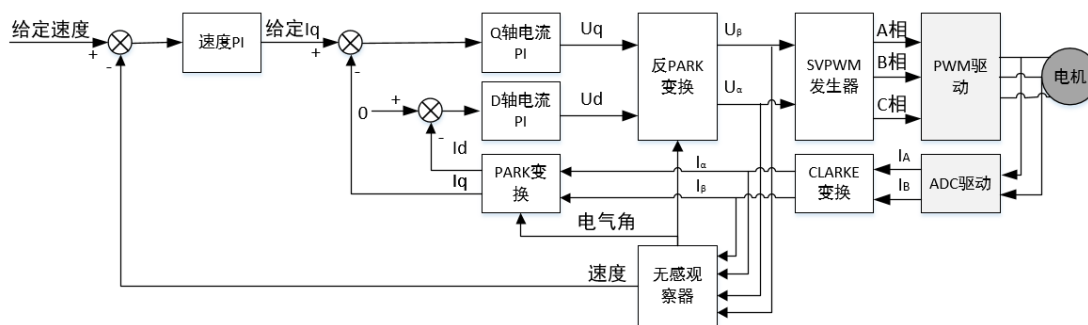 给定速度
+
-
速度PI
给定Iq
+
-
Q轴电流
PI
Uq
反PARK
变换
Uβ
Uα
SVPWM
发生器
A相
B相
C相
PWM驱
动
电机
0
+
-
D轴电流
PI
Ud
Id
Iq
PARK变
换
Iα
Iβ
CLARKE
变换
IA
IB
ADC驱动
电气角
速度
无感观
察器